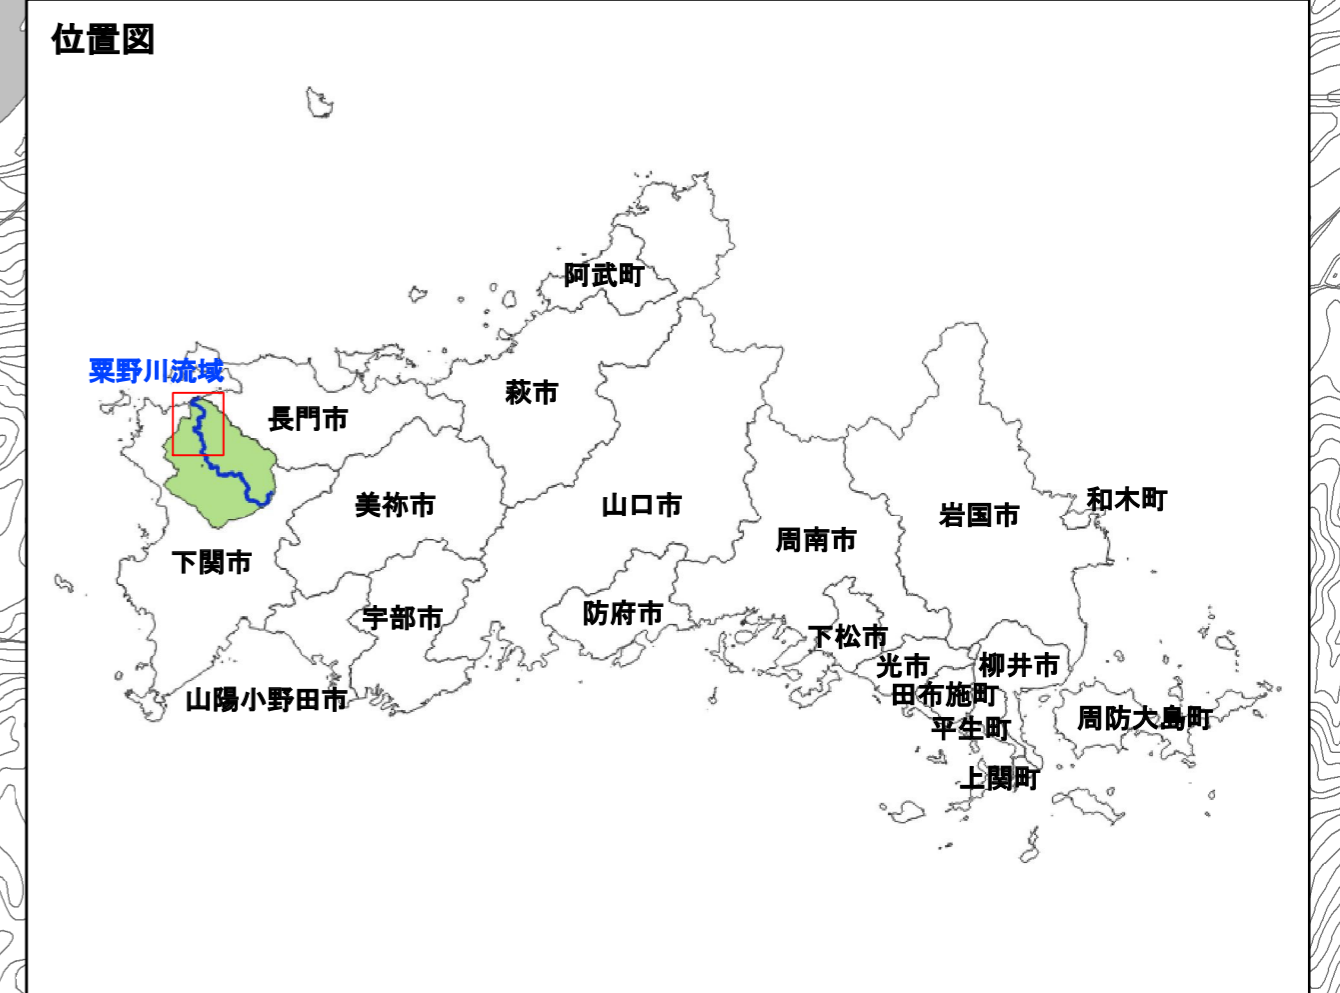 位置図
阿武町
粟野川流域
萩市
長門市
美祢市
山口市
和木町
岩国市
周南市
下関市
宇部市
防府市
下松市
光市
柳井市
田布施町
山陽小野田市
周防大島町
平生町
上関町